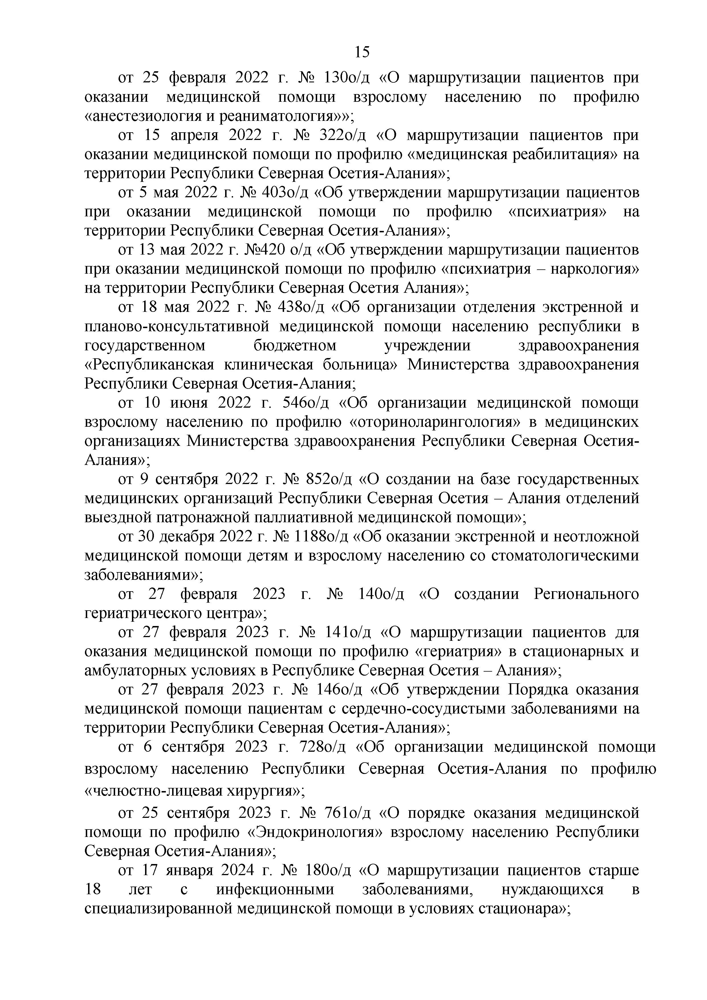 15
от 25 февраля 2022 г. № 130о/д «О маршрутизации пациентов при
оказании медицинской помощи взрослому населению по профилю
«анестезиология и реаниматология»»;
от 15 апреля 2022 г. № 322о/д «О маршрутизации пациентов при
оказании медицинской помощи по профилю «медицинская реабилитация» на
территории Республики Северная Осетия-Алания»;
от 5 мая 2022 г. № 403о/д «Об утверждении маршрутизации пациентов
при оказании медицинской помощи по профилю «психиатрия» на
территории Республики Северная Осетия-Алания»;
от 13 мая 2022 г. №420 о/д «Об утверждении маршрутизации пациентов
при оказании медицинской помощи по профилю «психиатрия – наркология»
на территории Республики Северная Осетия Алания»;
от 18 мая 2022 г. № 438о/д «Об организации отделения экстренной и
планово-консультативной медицинской помощи населению республики в
государственном бюджетном учреждении здравоохранения
«Республиканская клиническая больница» Министерства здравоохранения
Республики Северная Осетия-Алания;
от 10 июня 2022 г. 546о/д «Об организации медицинской помощи
взрослому населению по профилю «оториноларингология» в медицинских
организациях Министерства здравоохранения Республики Северная Осетия-
Алания»;
от 9 сентября 2022 г. № 852о/д «О создании на базе государственных
медицинских организаций Республики Северная Осетия – Алания отделений
выездной патронажной паллиативной медицинской помощи»;
от 30 декабря 2022 г. № 1188о/д «Об оказании экстренной и неотложной
медицинской помощи детям и взрослому населению со стоматологическими
заболеваниями»;
от 27 февраля 2023 г. № 140о/д «О создании Регионального
гериатрического центра»;
от 27 февраля 2023 г. № 141о/д «О маршрутизации пациентов для
оказания медицинской помощи по профилю «гериатрия» в стационарных и
амбулаторных условиях в Республике Северная Осетия – Алания»;
от 27 февраля 2023 г. № 146о/д «Об утверждении Порядка оказания
медицинской помощи пациентам с сердечно-сосудистыми заболеваниями на
территории Республики Северная Осетия-Алания»;
от 6 сентября 2023 г. 728о/д «Об организации медицинской помощи
взрослому населению Республики Северная Осетия-Алания по профилю
«челюстно-лицевая хирургия»;
от 25 сентября 2023 г. № 761о/д «О порядке оказания медицинской
помощи по профилю «Эндокринология» взрослому населению Республики
Северная Осетия-Алания»;
от 17 января 2024 г. № 180о/д «О маршрутизации пациентов старше
18 лет с инфекционными заболеваниями, нуждающихся в
специализированной медицинской помощи в условиях стационара»;